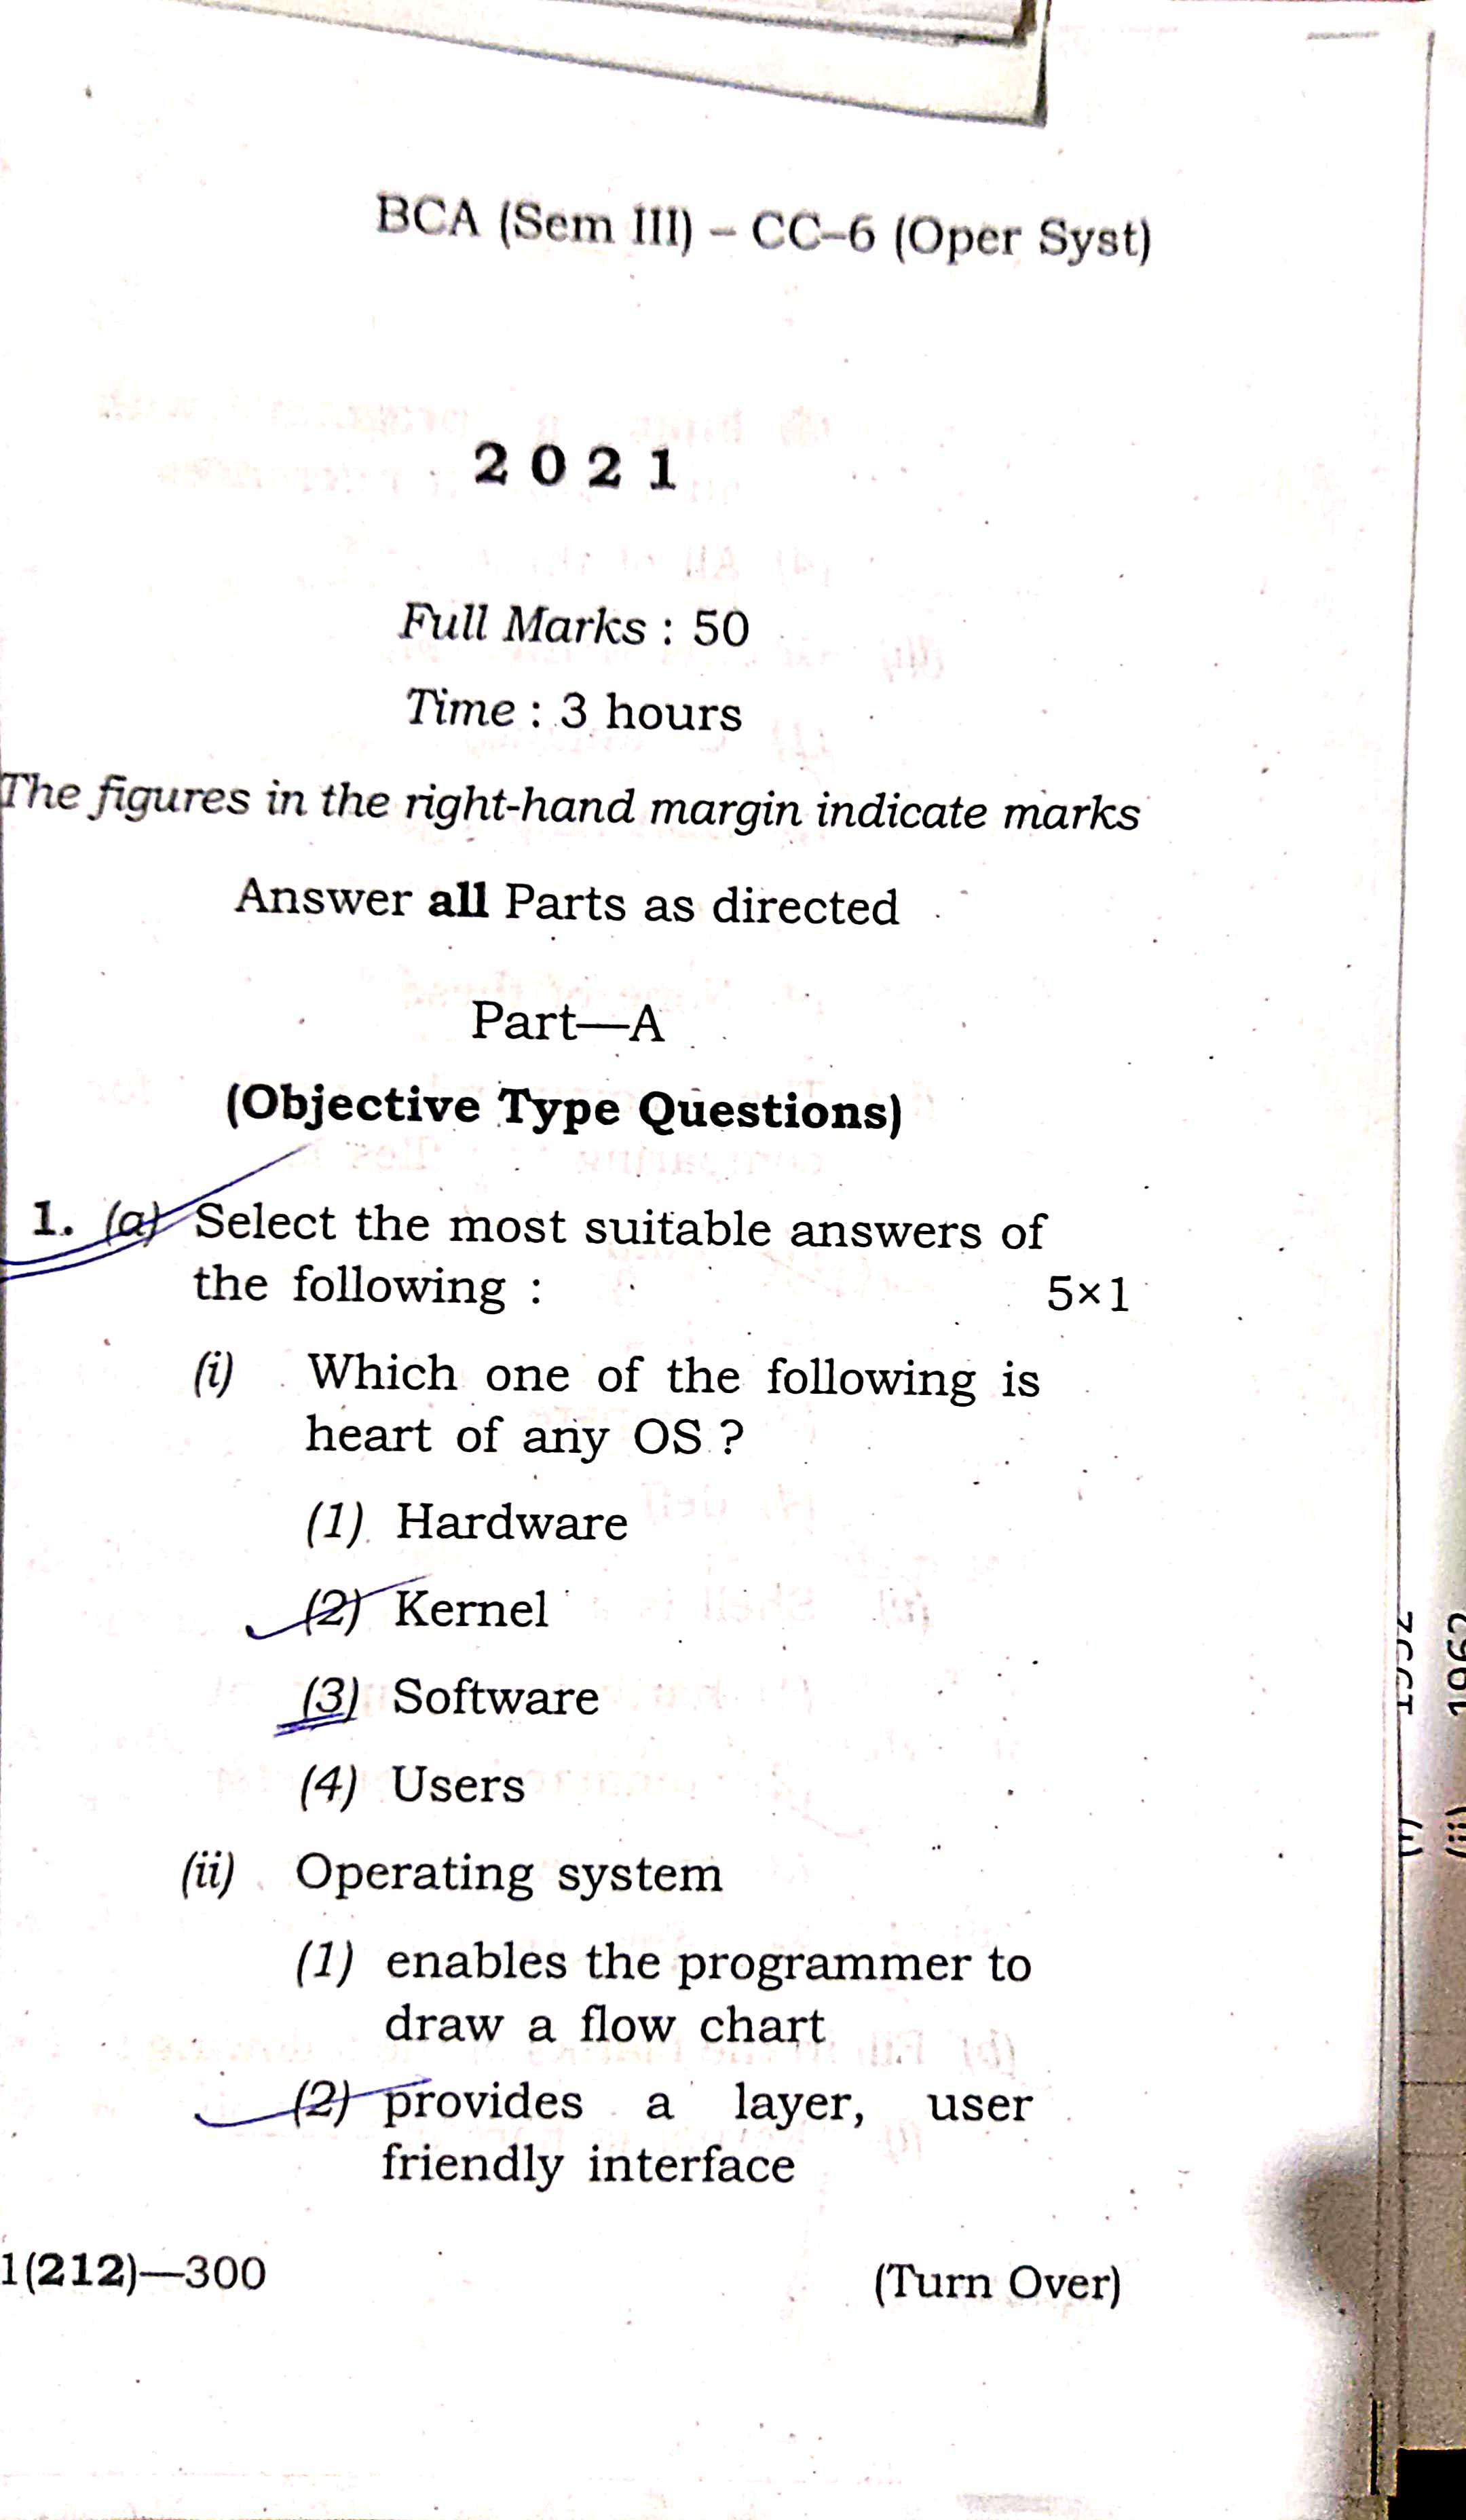 BCA (Sem III) – CC–6 (Oper Syst)
2021
Full Marks : 50
Time : 3 hours
The figures in the right-hand margin indicate marks
Answer all Parts as directed
Part—A
(Objective Type Questions)
1. (a) Select the most suitable answers of
the following : 5×1
(i) Which one of the following is
heart of any OS ?
(1) Hardware
(2) Kernel
(3) Software
(4) Users
(ii) Operating system
(1) enables the programmer to
draw a flow chart
(2) provides a layer, user
friendly interface
1(212)—300 (Turn Over)
(i) 1952
(ii) 1962